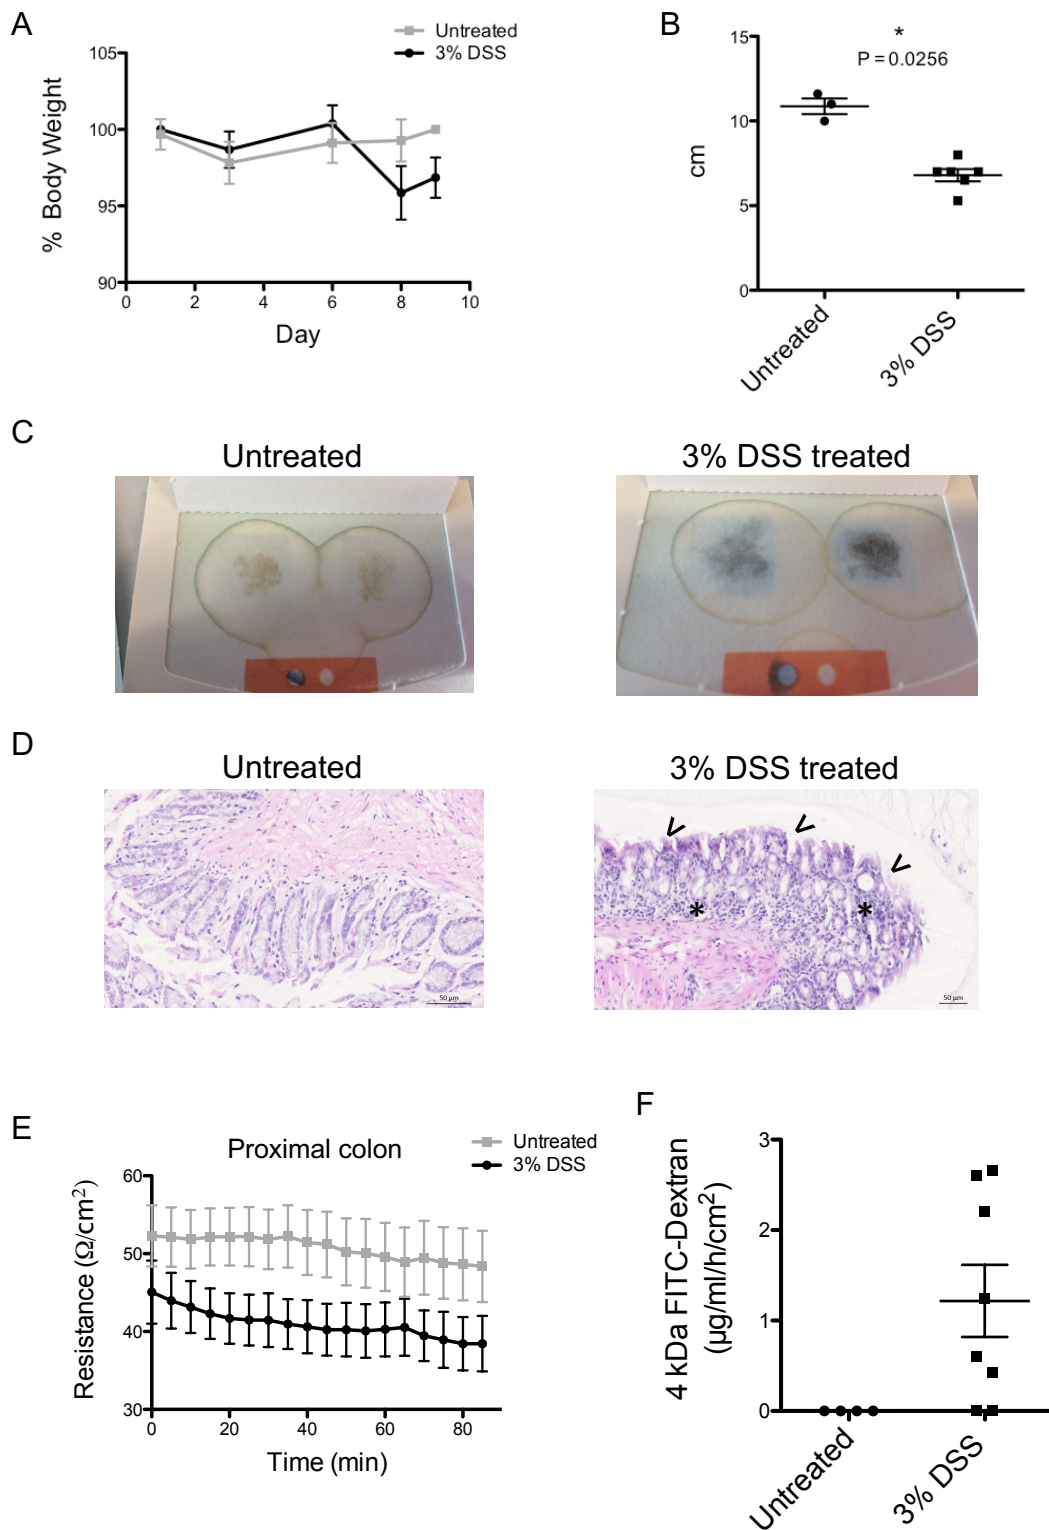 A
Untreated
3% DSS
% Body Weight
105
100
95
90
0 2 4 6 8 10
Day
B
*
P = 0.0256
cm
15
10
5
0
Untreated
3% DSS
C
Untreated
3% DSS treated
D
Untreated
3% DSS treated
50 µm
> > >
* *
50 µm
E
Proximal colon
Untreated
3% DSS
Resistance (Ω/cm²)
60
50
40
30
0 20 40 60 80
Time (min)
F
4 kDa FITC-Dextran
(µg/ml/h/cm²)
3
2
1
0
Untreated
3% DSS